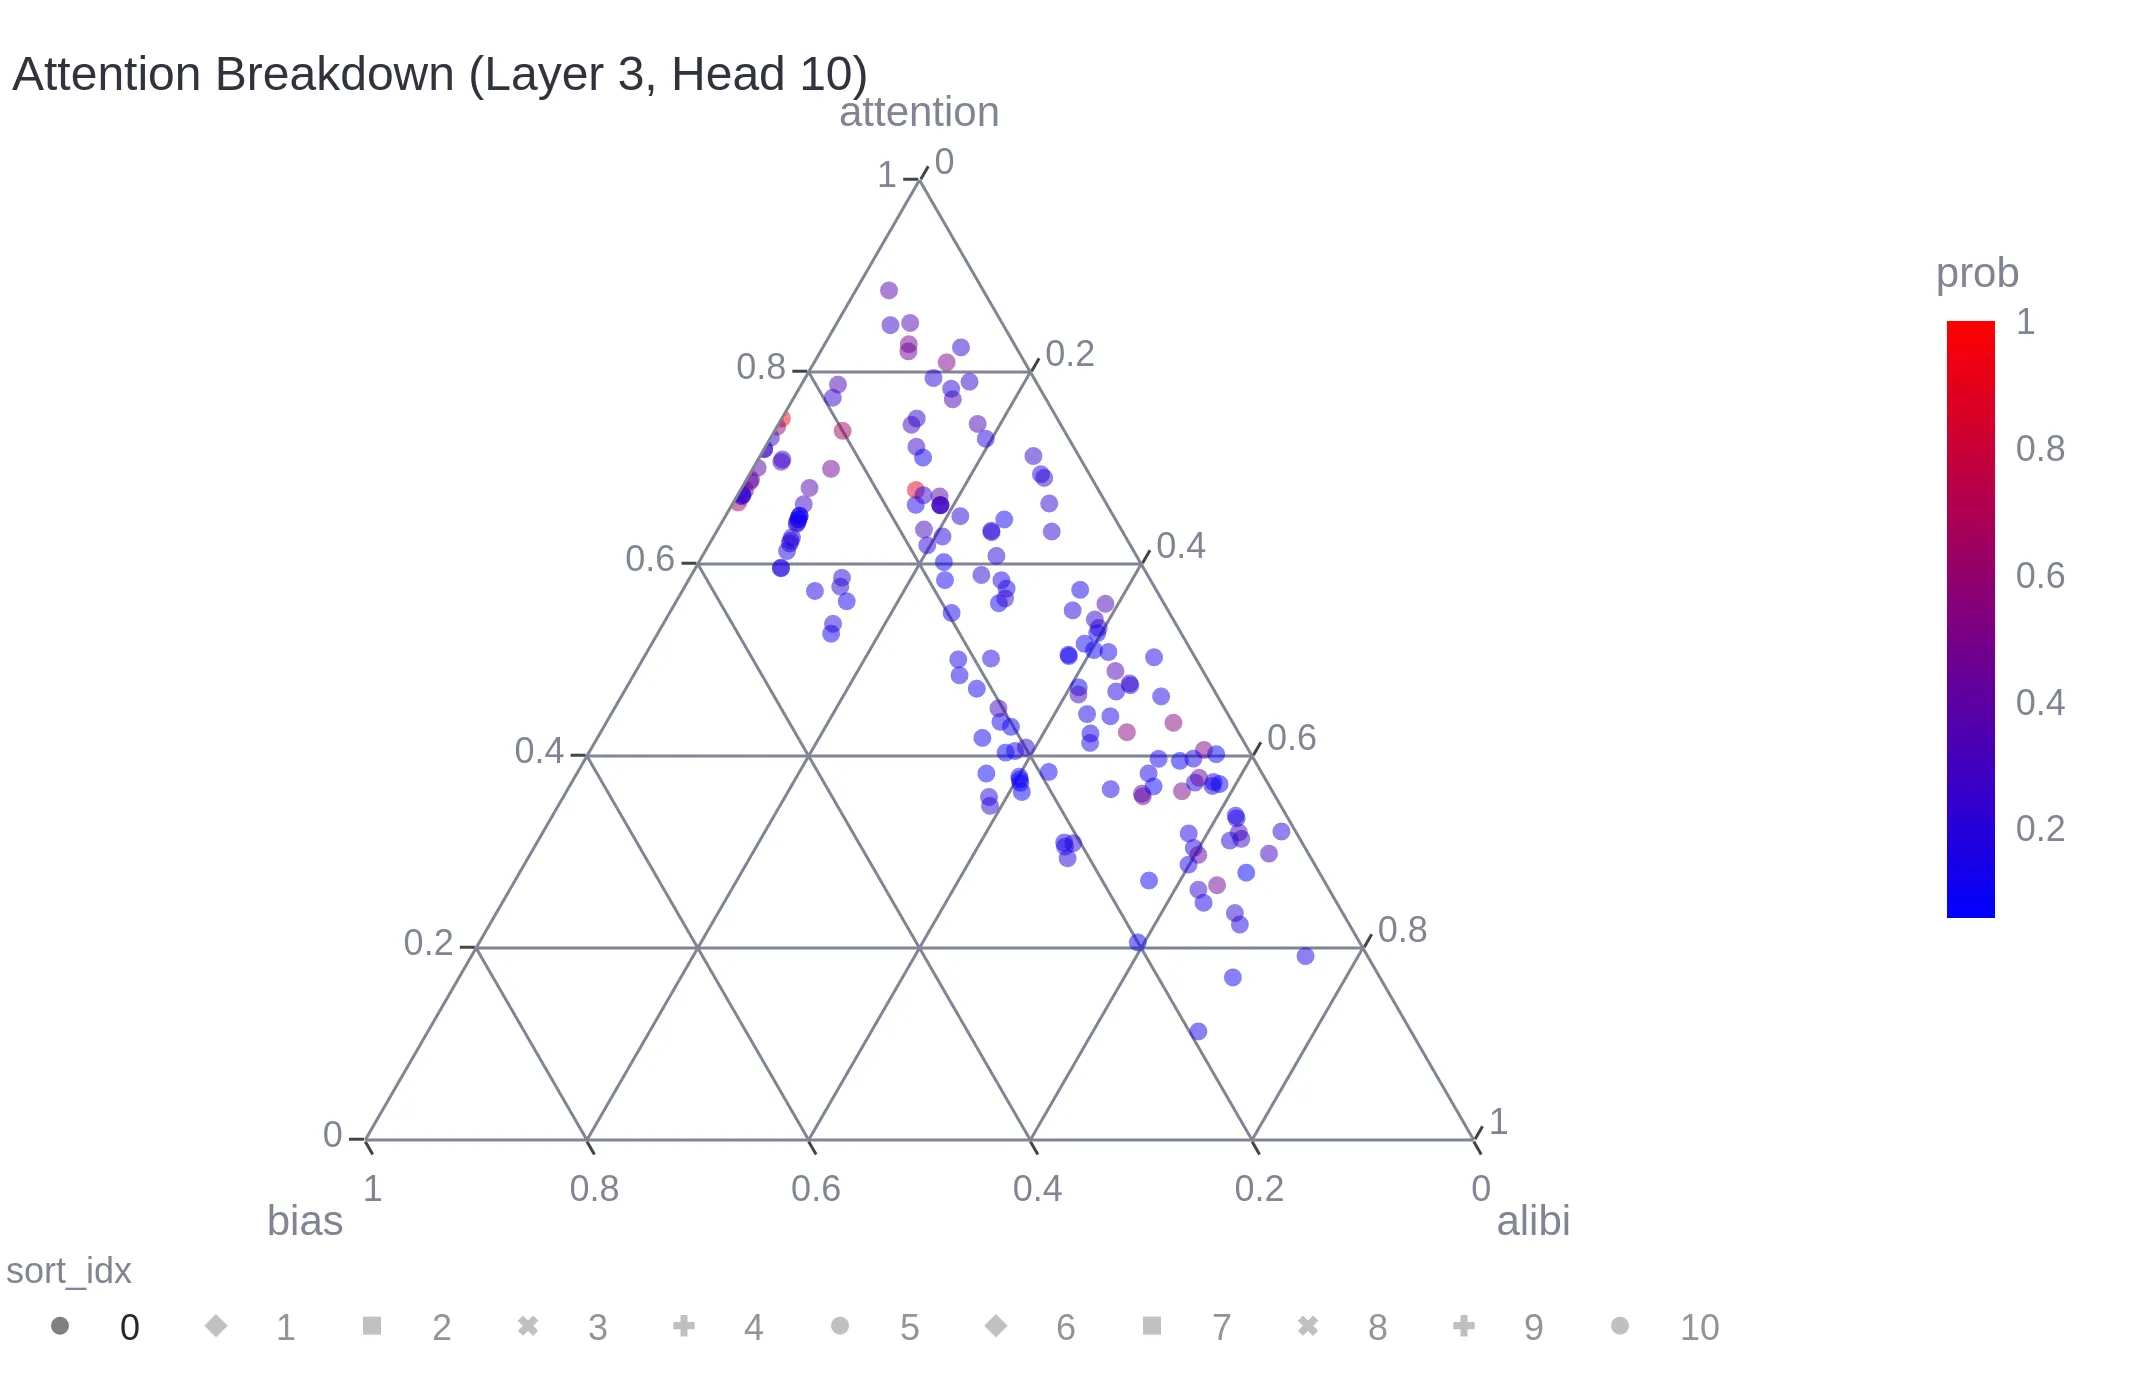 Attention Breakdown (Layer 3, Head 10)
attention
1 0
0.8 0.2
0.6 0.4
0.4 0.6
0.2 0.8
0 1
1 0.8 0.6 0.4 0.2 0
bias alibi
prob
1
0.8
0.6
0.4
0.2
sort_idx
0 1 2 3 4 5 6 7 8 9 10